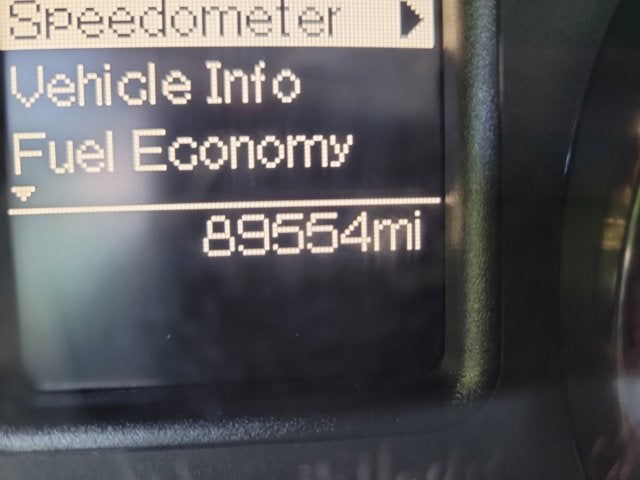 Speedometer
Vehicle Info
Fuel Economy
89554mi